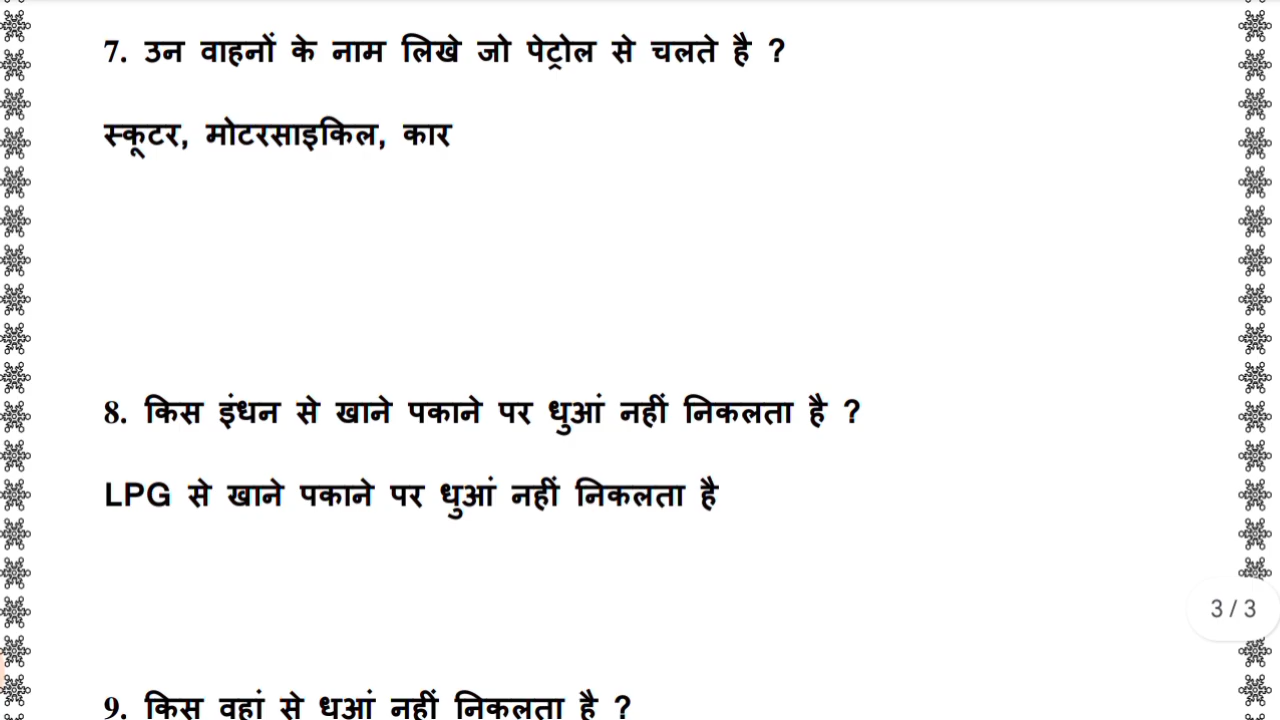 7. उन वाहनों के नाम लिखे जो पेट्रोल से चलते है ?
स्कूटर, मोटरसाइकिल, कार
8. किस इंधन से खाने पकाने पर धुआं नहीं निकलता है ?
LPG से खाने पकाने पर धुआं नहीं निकलता है
3 / 3
9. किस वहां से धुआं नहीं निकलता है ?